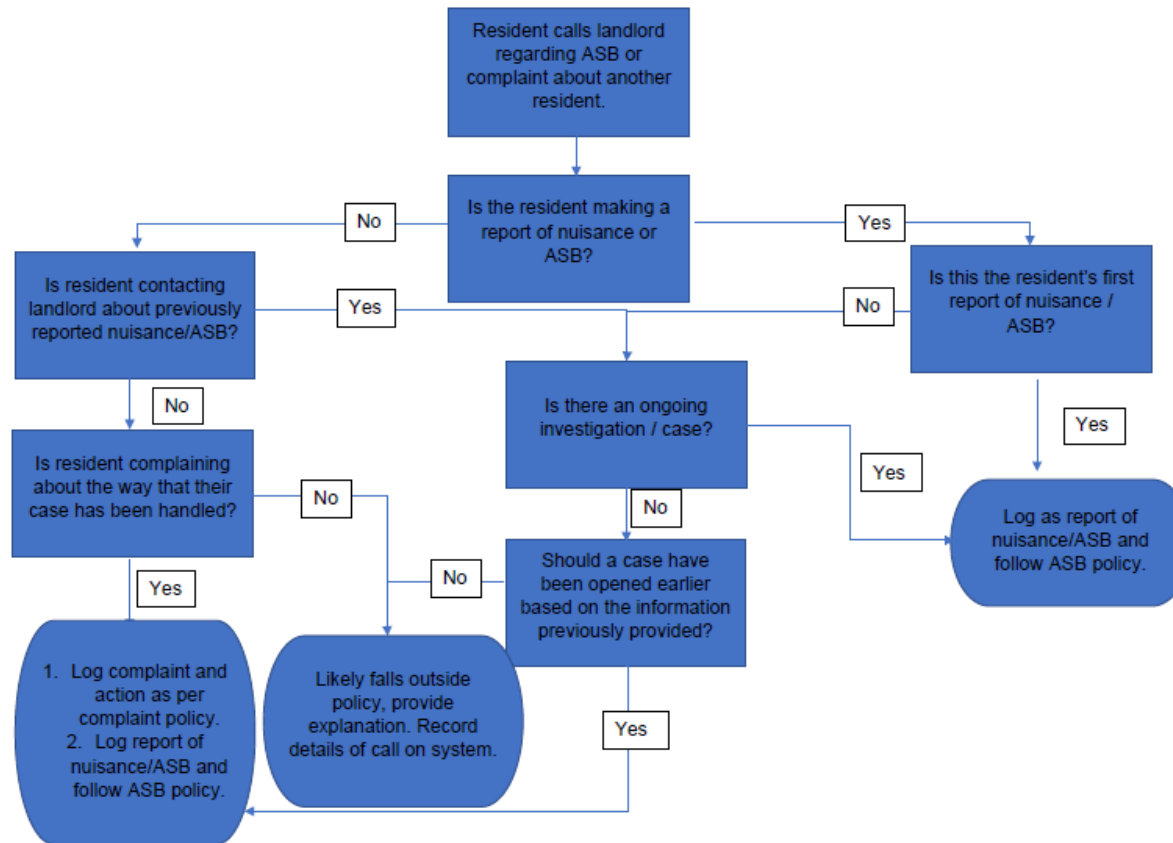 Resident calls landlord
regarding ASB or
complaint about another
resident.
Is the resident making a
report of nuisance or
ASB?
No
Yes
Is resident contacting
landlord about previously
reported nuisance/ASB?
Yes
No
Is this the resident's first
report of nuisance /
ASB?
No
Is there an ongoing
investigation / case?
Yes
Yes
Is resident complaining
about the way that their
case has been handled?
No
No
Log as report of
nuisance/ASB and
follow ASB policy.
Should a case have
been opened earlier
based on the information
previously provided?
No
Yes
1. Log complaint and
action as per
complaint policy.
2. Log report of
nuisance/ASB and
follow ASB policy.
Likely falls outside
policy, provide
explanation. Record
details of call on system.
Yes